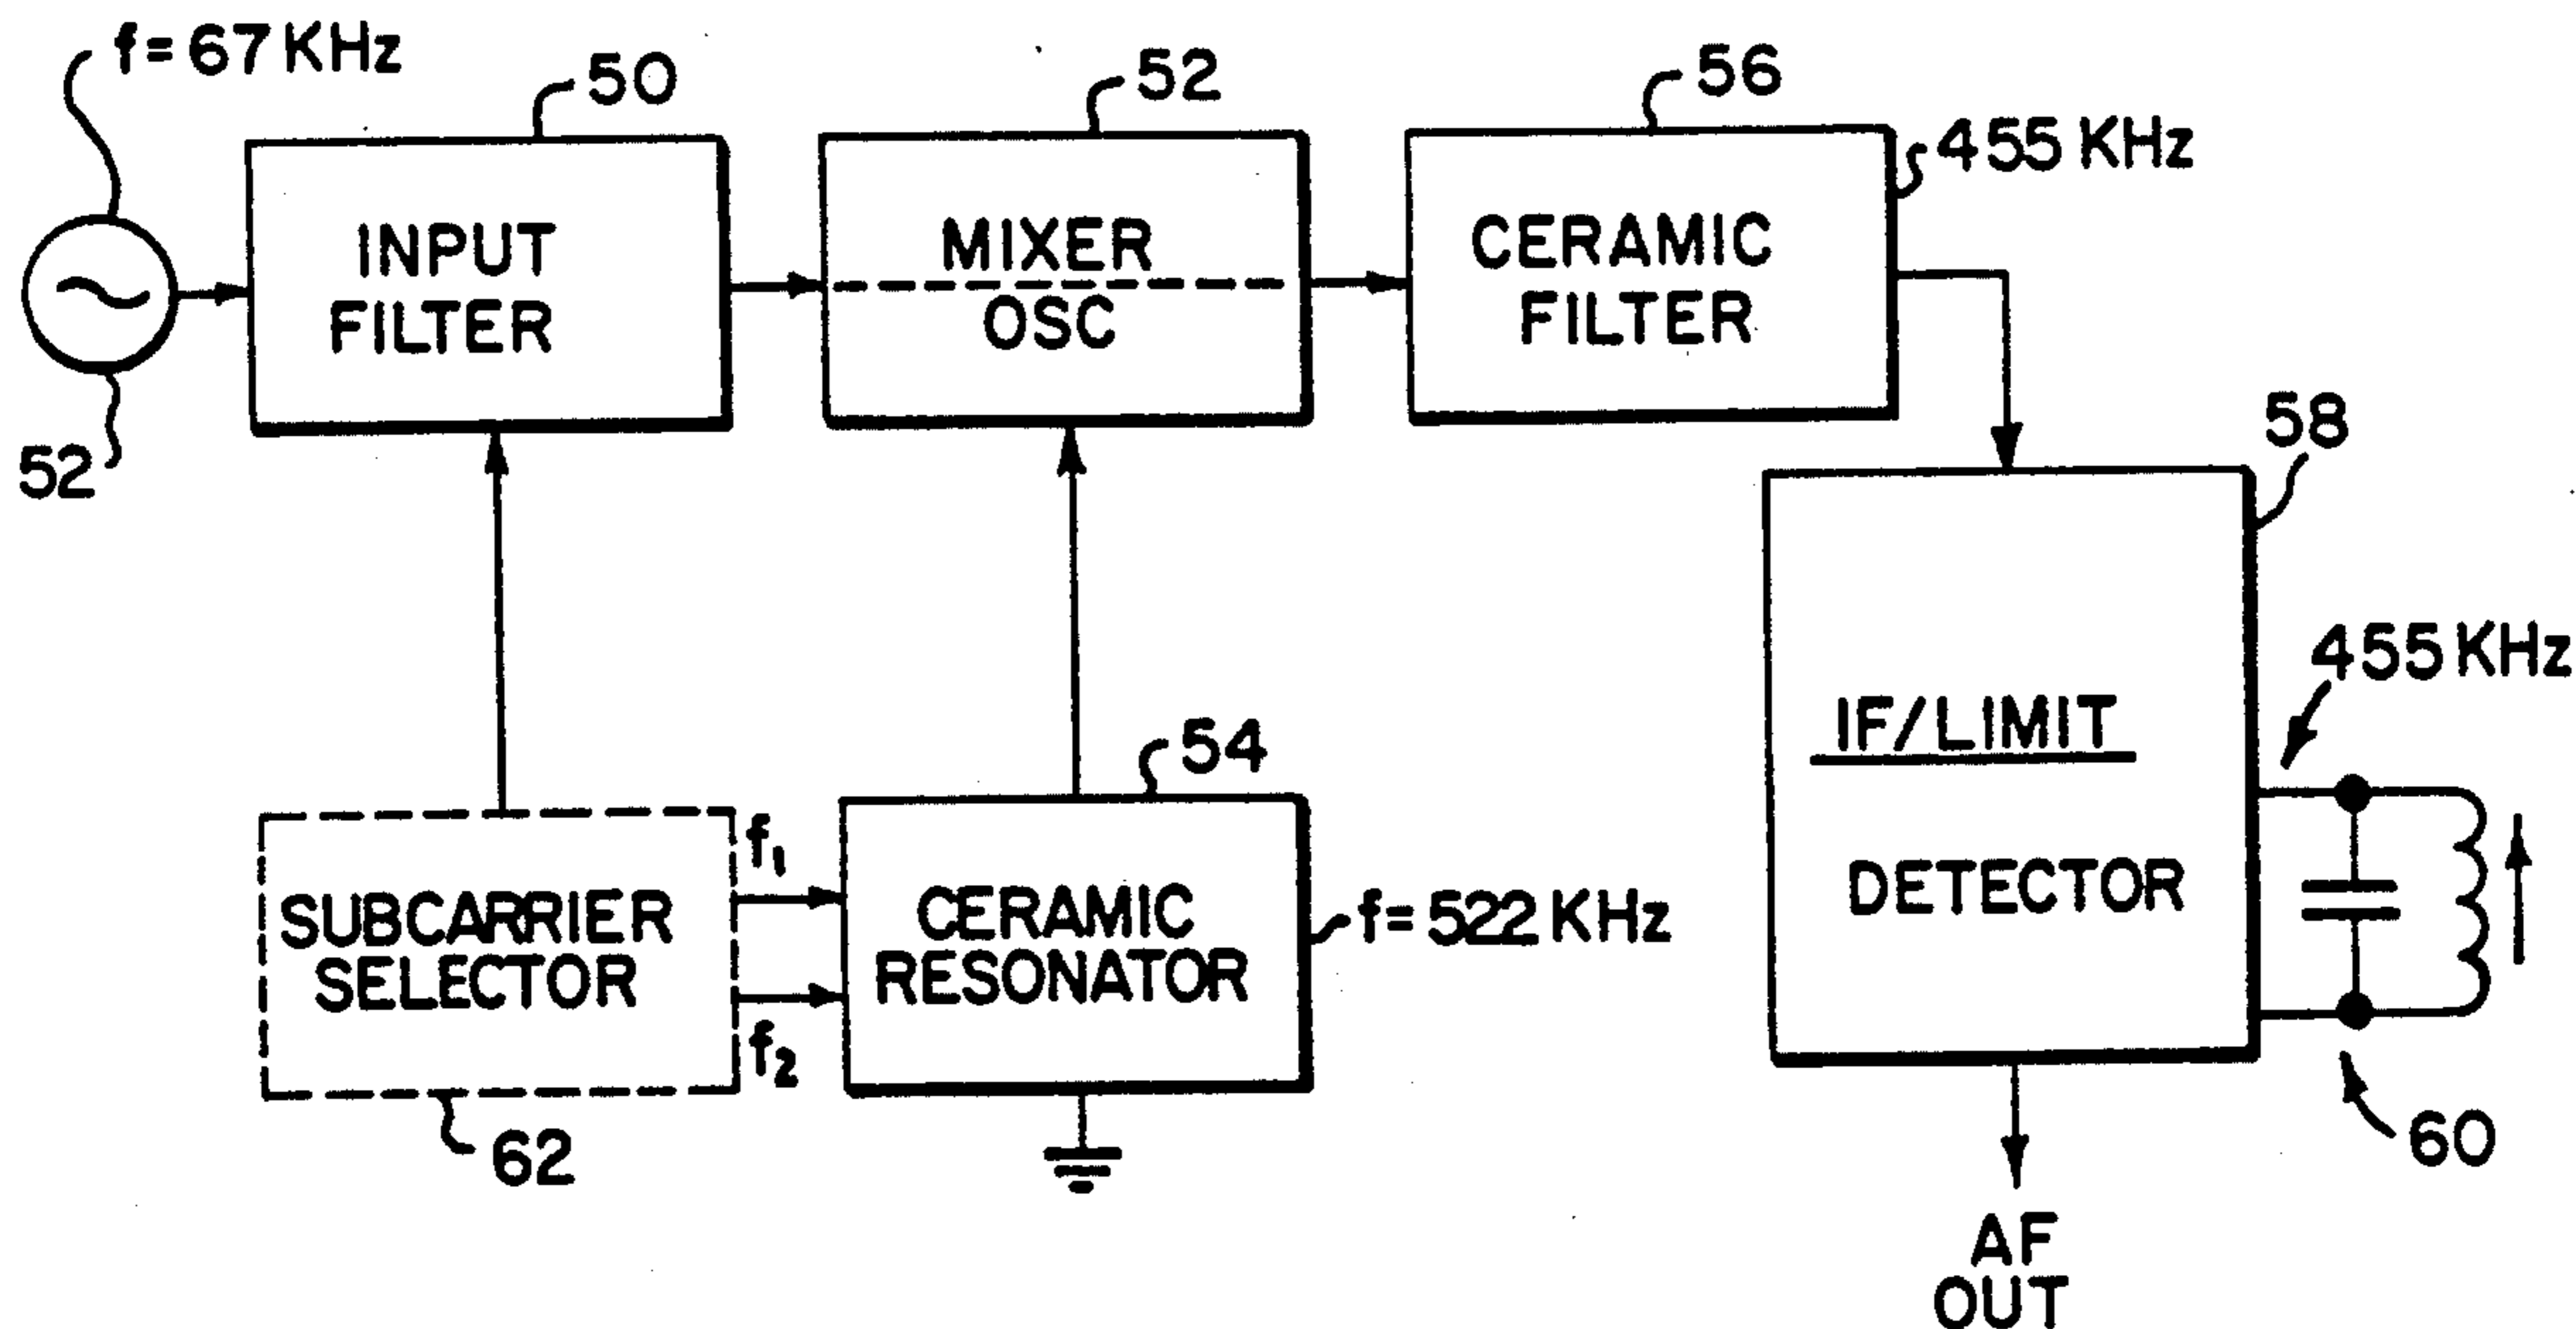 f=67 KHz
50
52
56
455 KHz
INPUT
FILTER
MIXER
OSC
CERAMIC
FILTER
52
58
455 KHz
IF/LIMIT
DETECTOR
54
f₁
f₂
SUBCARRIER
SELECTOR
CERAMIC
RESONATOR
f=522 KHz
62
60
AF
OUT